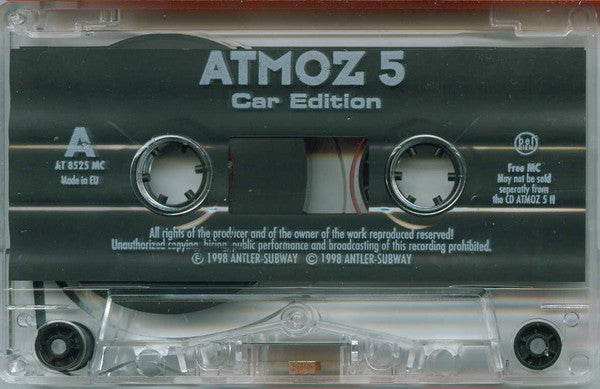 ATMOZ 5
Car Edition
A
AT 8525 MC
Made in EU
bel
BIEM
Free MC
May not be sold
seperatly from
the CD ATMOZ 5 !!
All rights of the producer and of the owner of the work reproduced reserved!
Unauthorized copying, hiring, public performance and broadcasting of this recording prohibited.
Ⓟ 1998 ANTLER-SUBWAY © 1998 ANTLER-SUBWAY